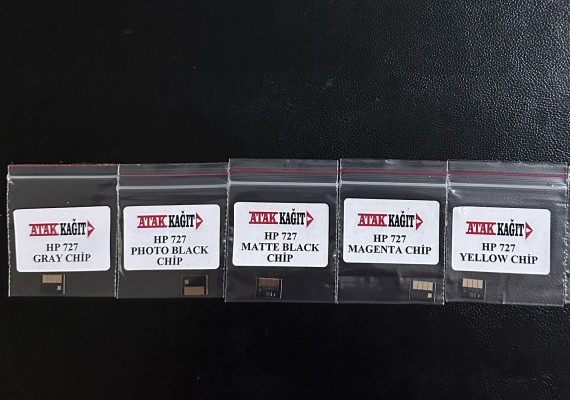 ATAK KAĞIT
HP 727
GRAY CHİP
ATAK KAĞIT
HP 727
PHOTO BLACK
CHİP
ATAK KAĞIT
HP 727
MATTE BLACK
CHİP
ATAK KAĞIT
HP 727
MAGENTA CHİP
ATAK KAĞIT
HP 727
YELLOW CHİP